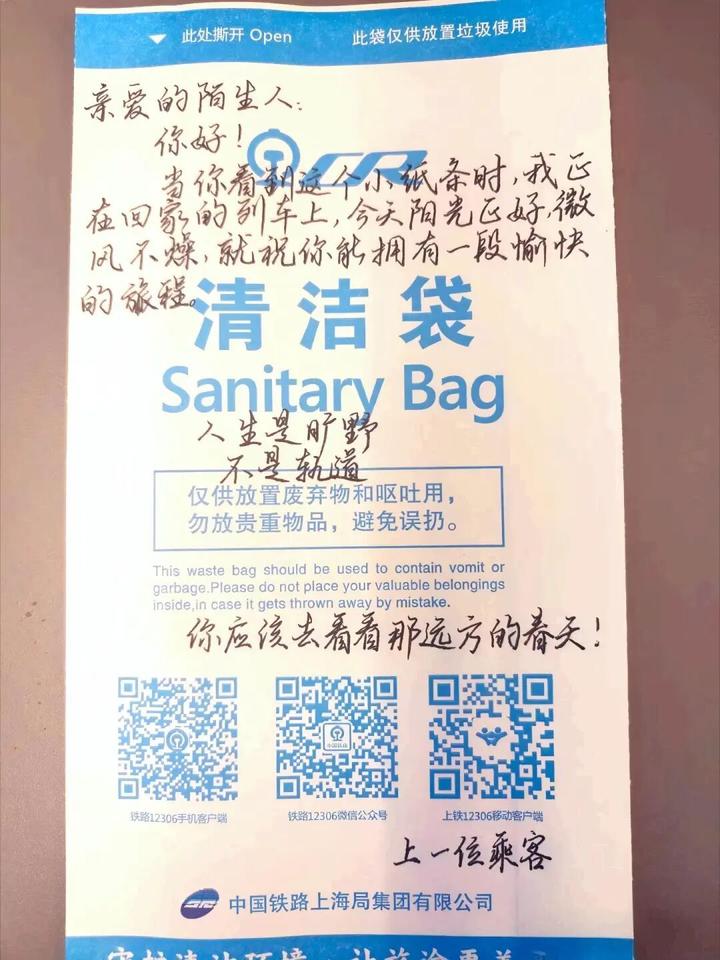 此处撕开 Open 此袋仅供放置垃圾使用
亲爱的陌生人:
你好!
CR
当你看到这个小纸条时,我正
在回家的列车上,今天阳光正好,微
风不燥,就祝你能拥有一段愉快
的旅程。
清洁袋
Sanitary Bag
人生是旷野
不是轨道
仅供放置废弃物和呕吐用,
勿放贵重物品,避免误扔。
This waste bag should be used to contain vomit or
garbage.Please do not place your valuable belongings
inside,in case it gets thrown away by mistake.
你应该去看看那远方的春天!
中国铁路
铁路12306手机客户端 铁路12306微信公众号 上铁12306移动客户端
上一位乘客
中国铁路上海局集团有限公司